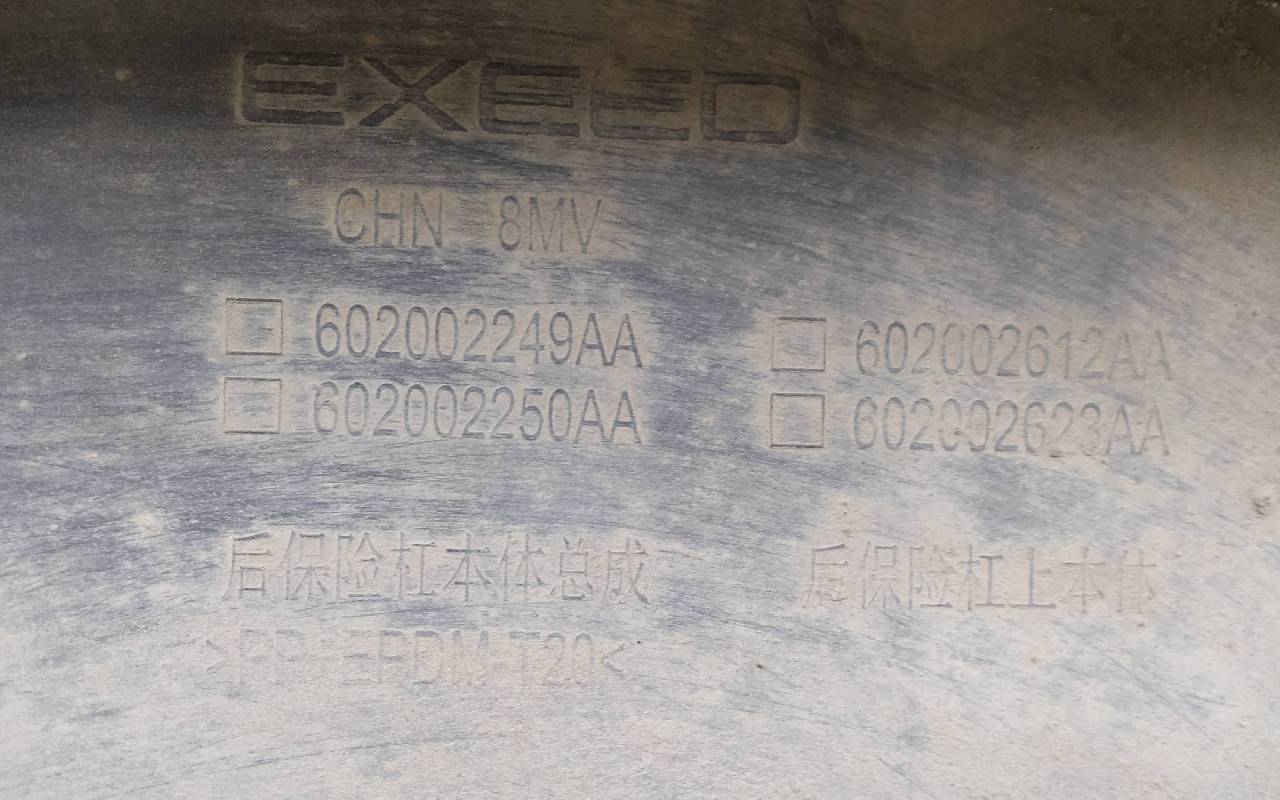 EXEED
CHN 8MV
□ 602002249AA □ 602002612AA
□ 602002250AA □ 602002623AA
后保险杠本体总成 后保险杠上本体
>PP+EPDM-T20<